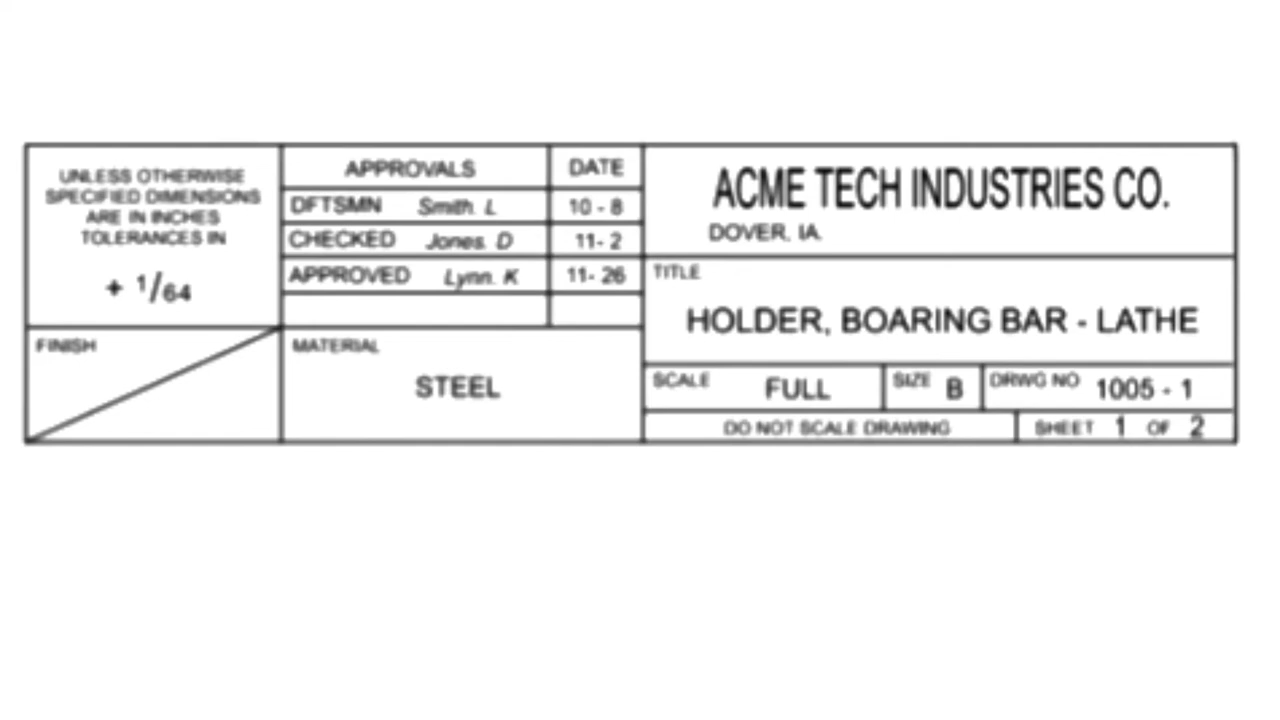 UNLESS OTHERWISE
SPECIFIED DIMENSIONS
ARE IN INCHES
TOLERANCES IN
+ 1/64
FINISH
APPROVALS DATE
DFTSMN Smith. L 10 - 8
CHECKED Jones. D 11- 2
APPROVED Lynn. K 11- 26
MATERIAL
STEEL
ACME TECH INDUSTRIES CO.
DOVER, IA.
TITLE
HOLDER, BOARING BAR - LATHE
SCALE FULL SIZE B DRWG NO 1005 - 1
DO NOT SCALE DRAWING SHEET 1 OF 2